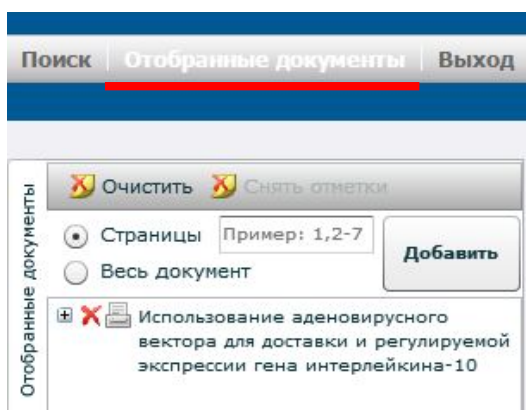 Поиск Отобранные документы Выход
Очистить Снять отметки
Страницы Пример: 1,2-7 Добавить
Весь документ
Отобранные документы
Использование аденовирусного
вектора для доставки и регулируемой
экспрессии гена интерлейкина-10